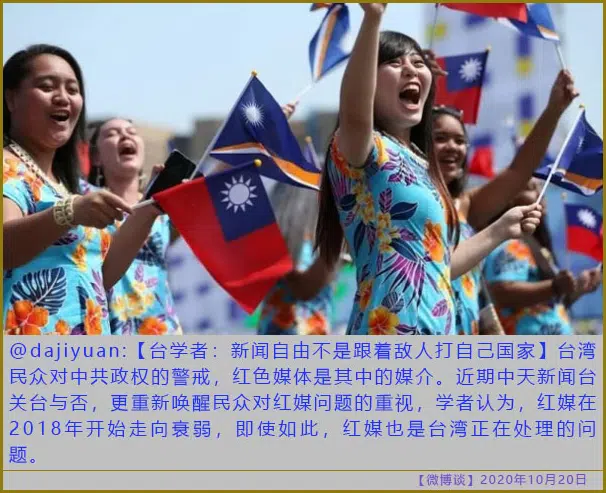 @dajiyuan:【台学者：新闻自由不是跟着敌人打自己国家】台湾
民众对中共政权的警戒，红色媒体是其中的媒介。近期中天新闻台
关台与否，更重新唤醒民众对红媒问题的重视，学者认为，红媒在
2018年开始走向衰弱，即使如此，红媒也是台湾正在处理的问
题。
【微博谈】2020年10月20日